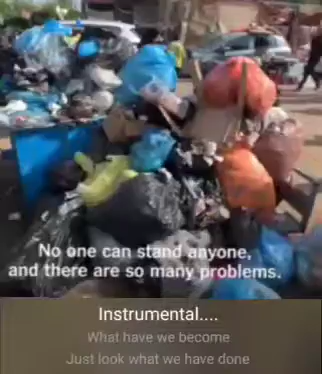 No one can stand anyone,
and there are so many problems.
Instrumental....
What have we become
Just look what we have done